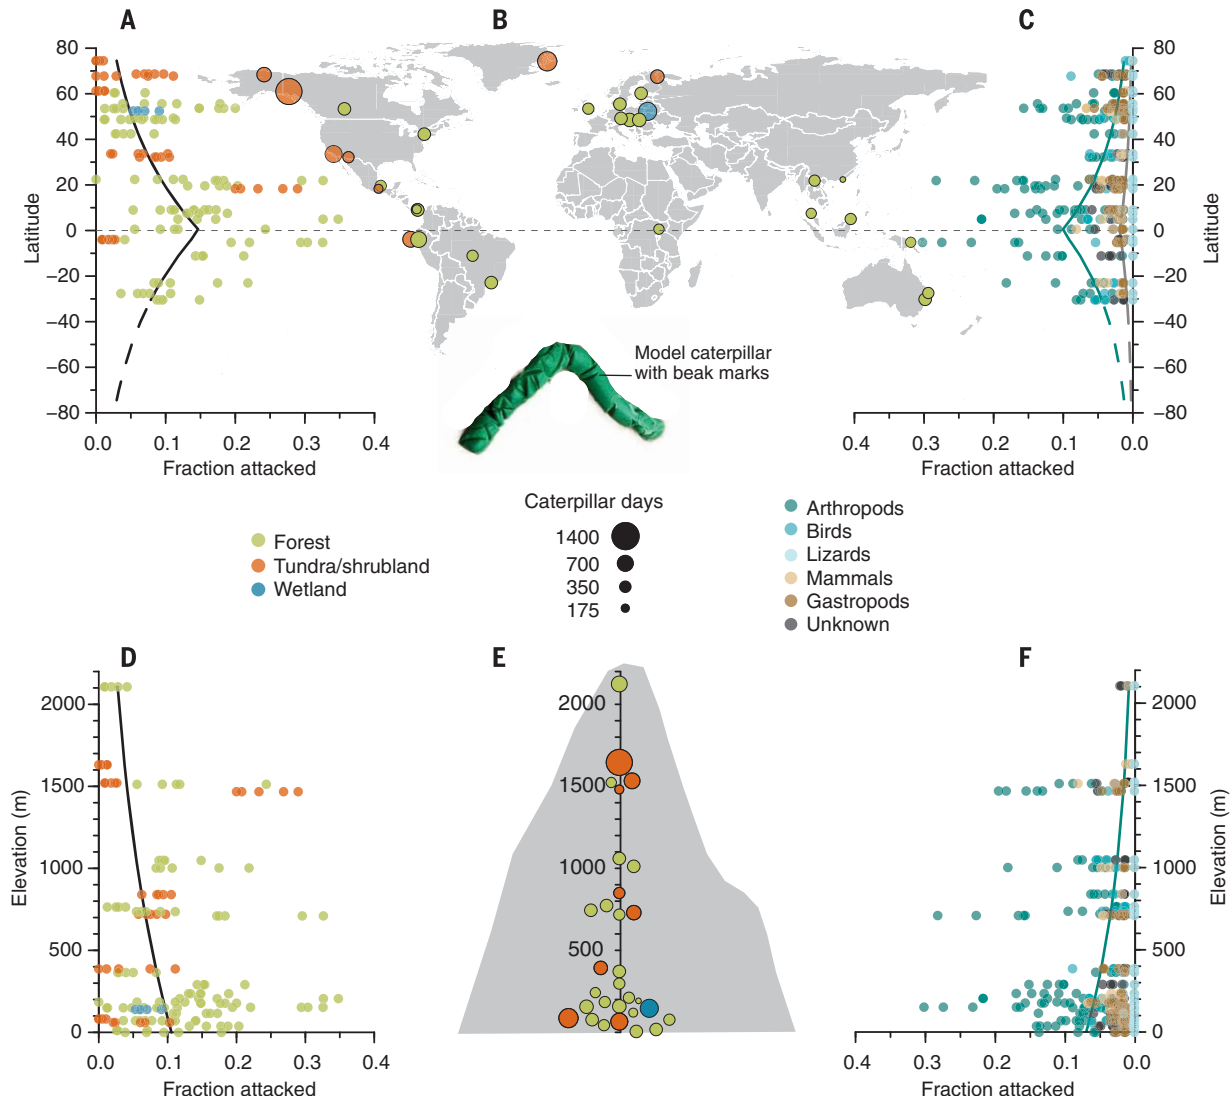 A
B
C
80
60
40
20
0
−20
−40
−60
−80
Latitude
0.0
0.1
0.2
0.3
0.4
Fraction attacked
Model caterpillar
with beak marks
80
60
40
20
0
−20
−40
−60
−80
Latitude
0.4
0.3
0.2
0.1
0.0
Fraction attacked
Forest
Tundra/shrubland
Wetland
Caterpillar days
1400
700
350
175
Arthropods
Birds
Lizards
Mammals
Gastropods
Unknown
D
E
F
2000
1500
1000
500
0
Elevation (m)
0.0
0.1
0.2
0.3
0.4
Fraction attacked
2000
1500
1000
500
2000
1500
1000
500
0
Elevation (m)
0.4
0.3
0.2
0.1
0.0
Fraction attacked